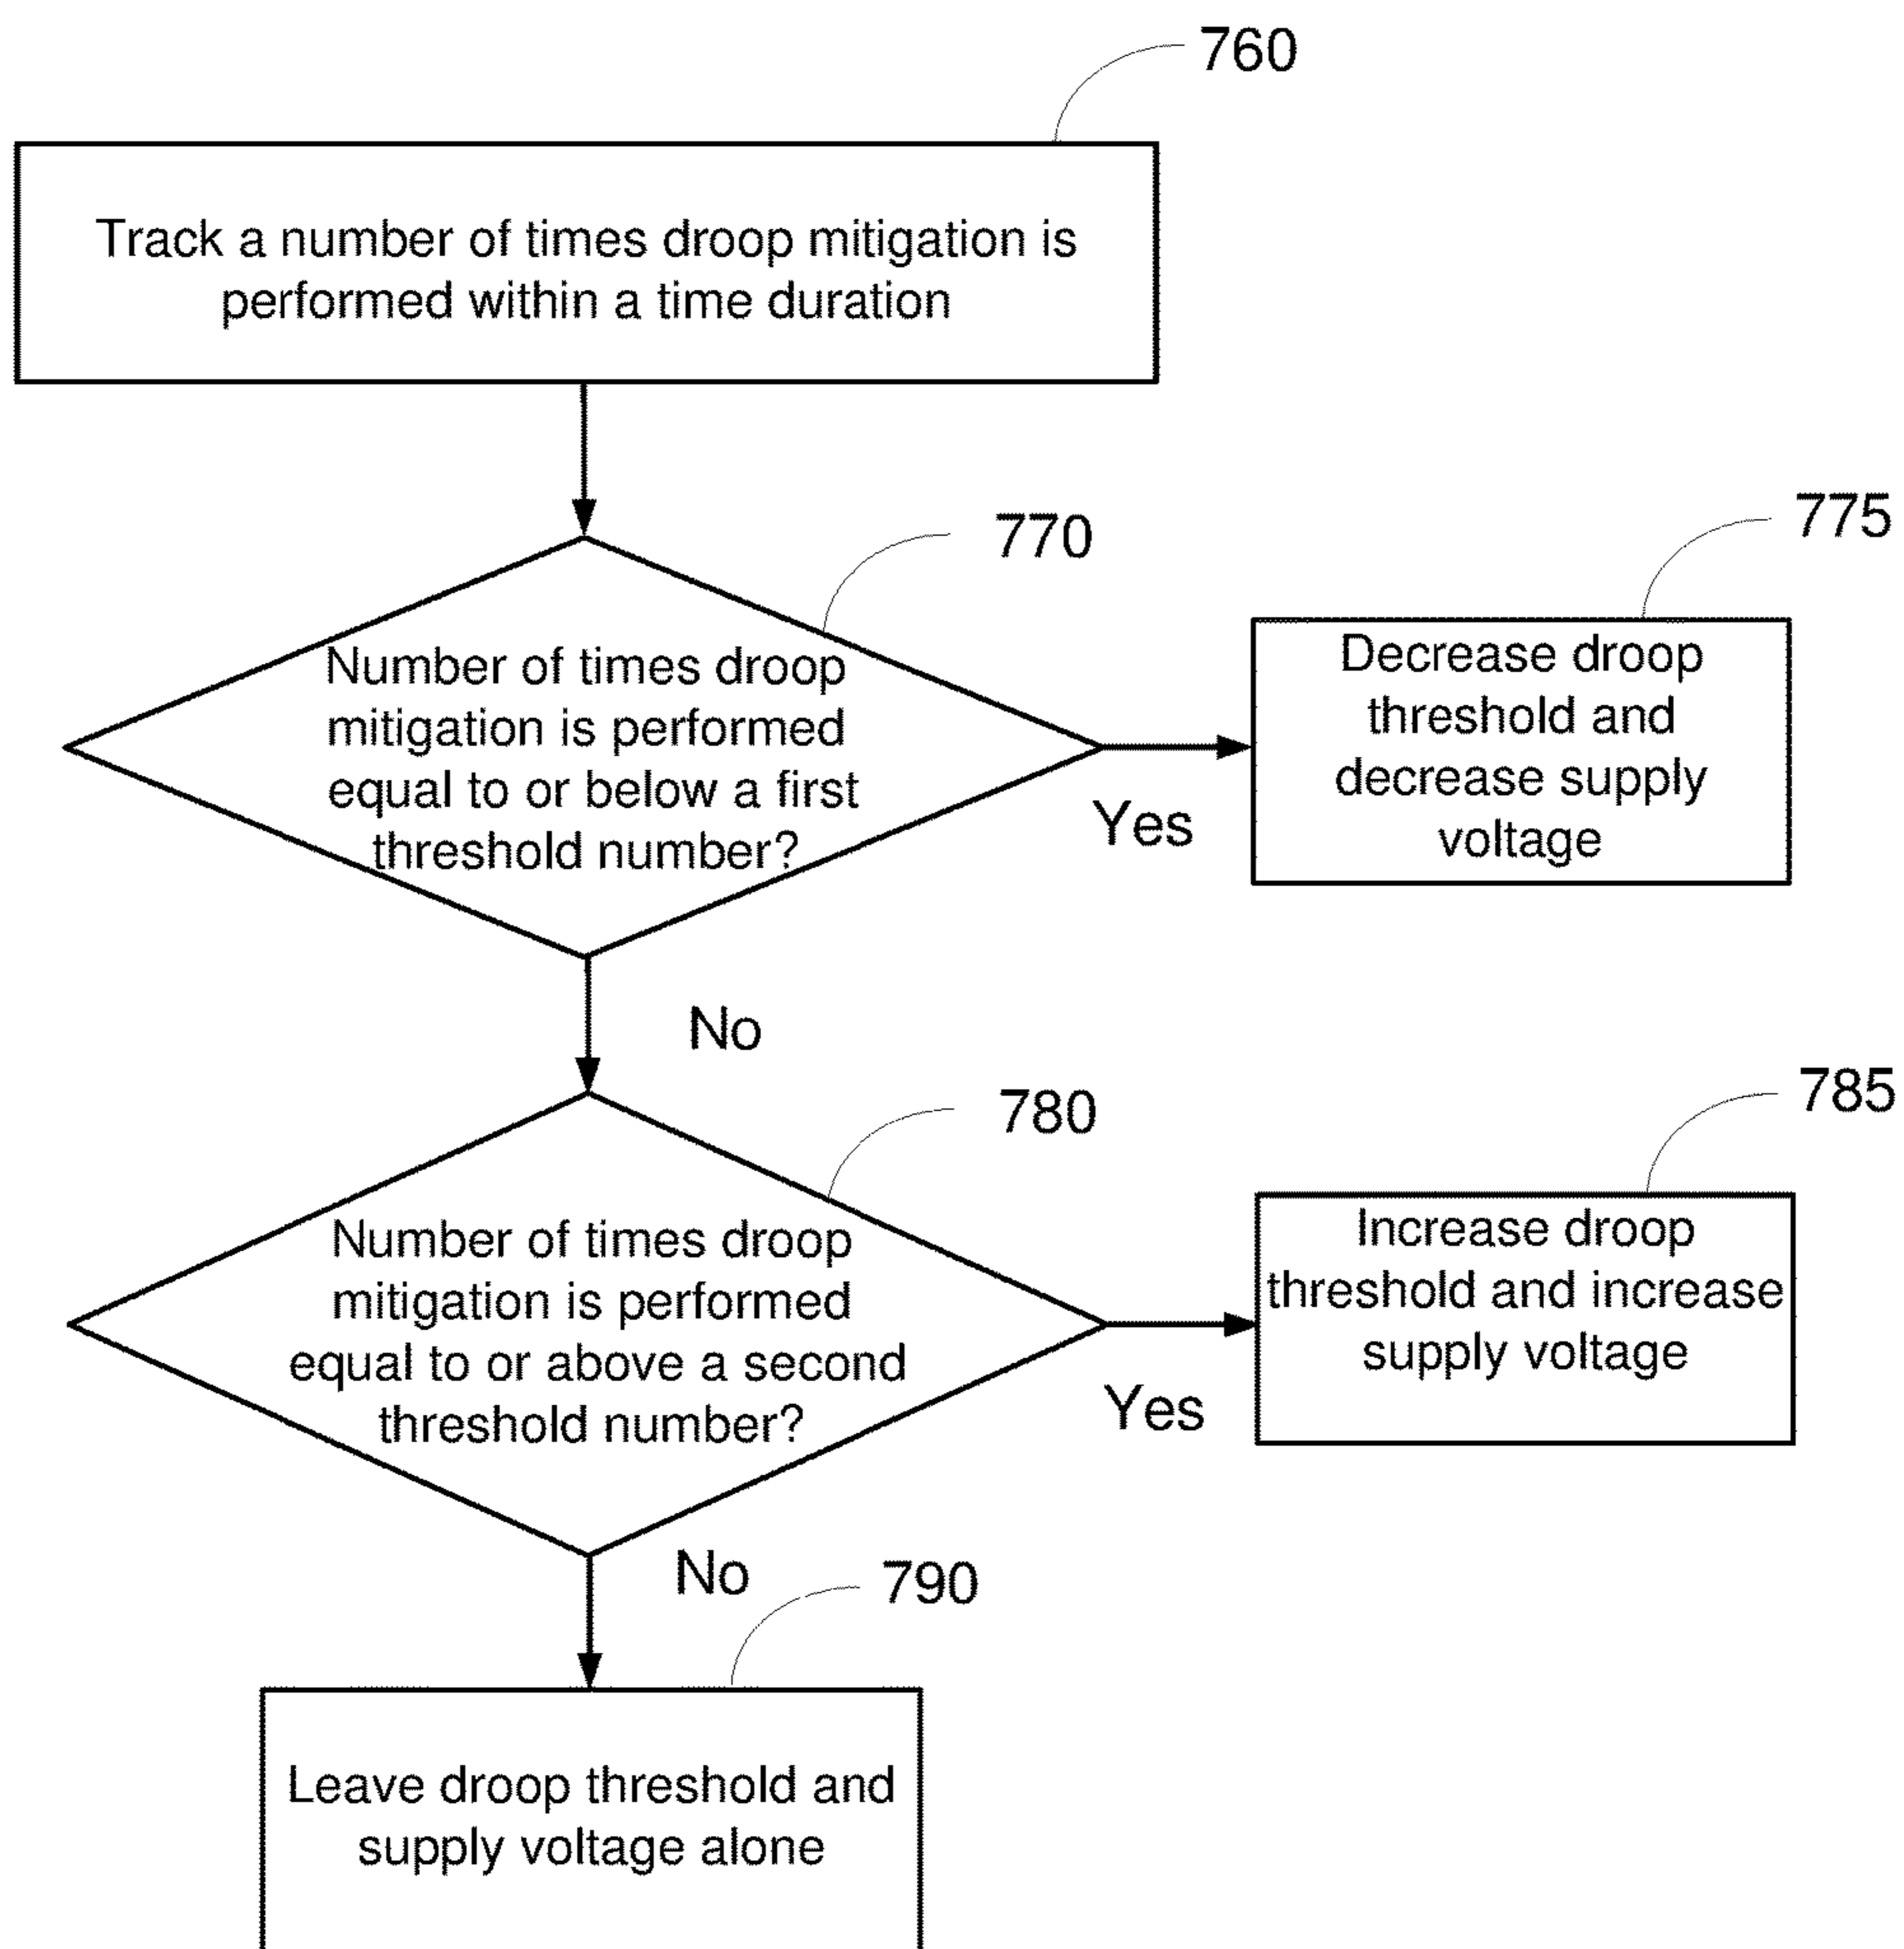 760
Track a number of times droop mitigation is
performed within a time duration
770
775
Number of times droop
mitigation is performed
equal to or below a first
threshold number?
Yes
Decrease droop
threshold and
decrease supply
voltage
No
780
785
Number of times droop
mitigation is performed
equal to or above a second
threshold number?
Yes
Increase droop
threshold and increase
supply voltage
No
790
Leave droop threshold and
supply voltage alone